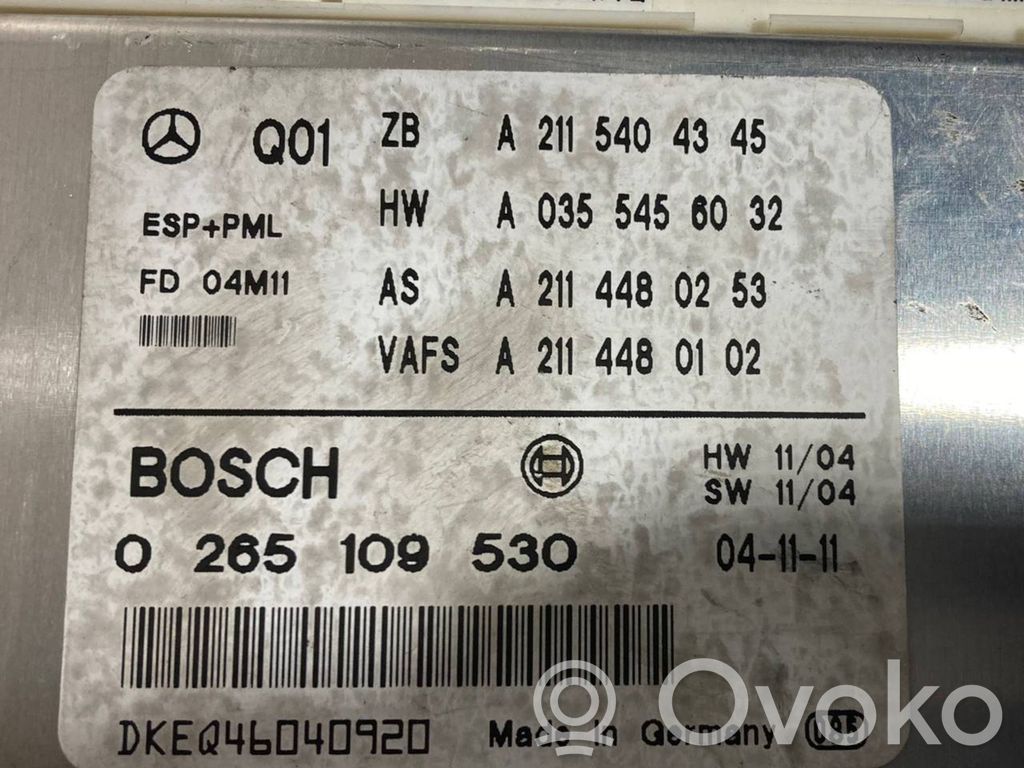 Q01 ZB A 211 540 43 45
ESP+PML HW A 035 545 60 32
FD 04M11 AS A 211 448 02 53
VAFS A 211 448 01 02
BOSCH HW 11/04
SW 11/04
0 265 109 530 04-11-11
DKEQ46040920 Made in Germany 085
Ovoko